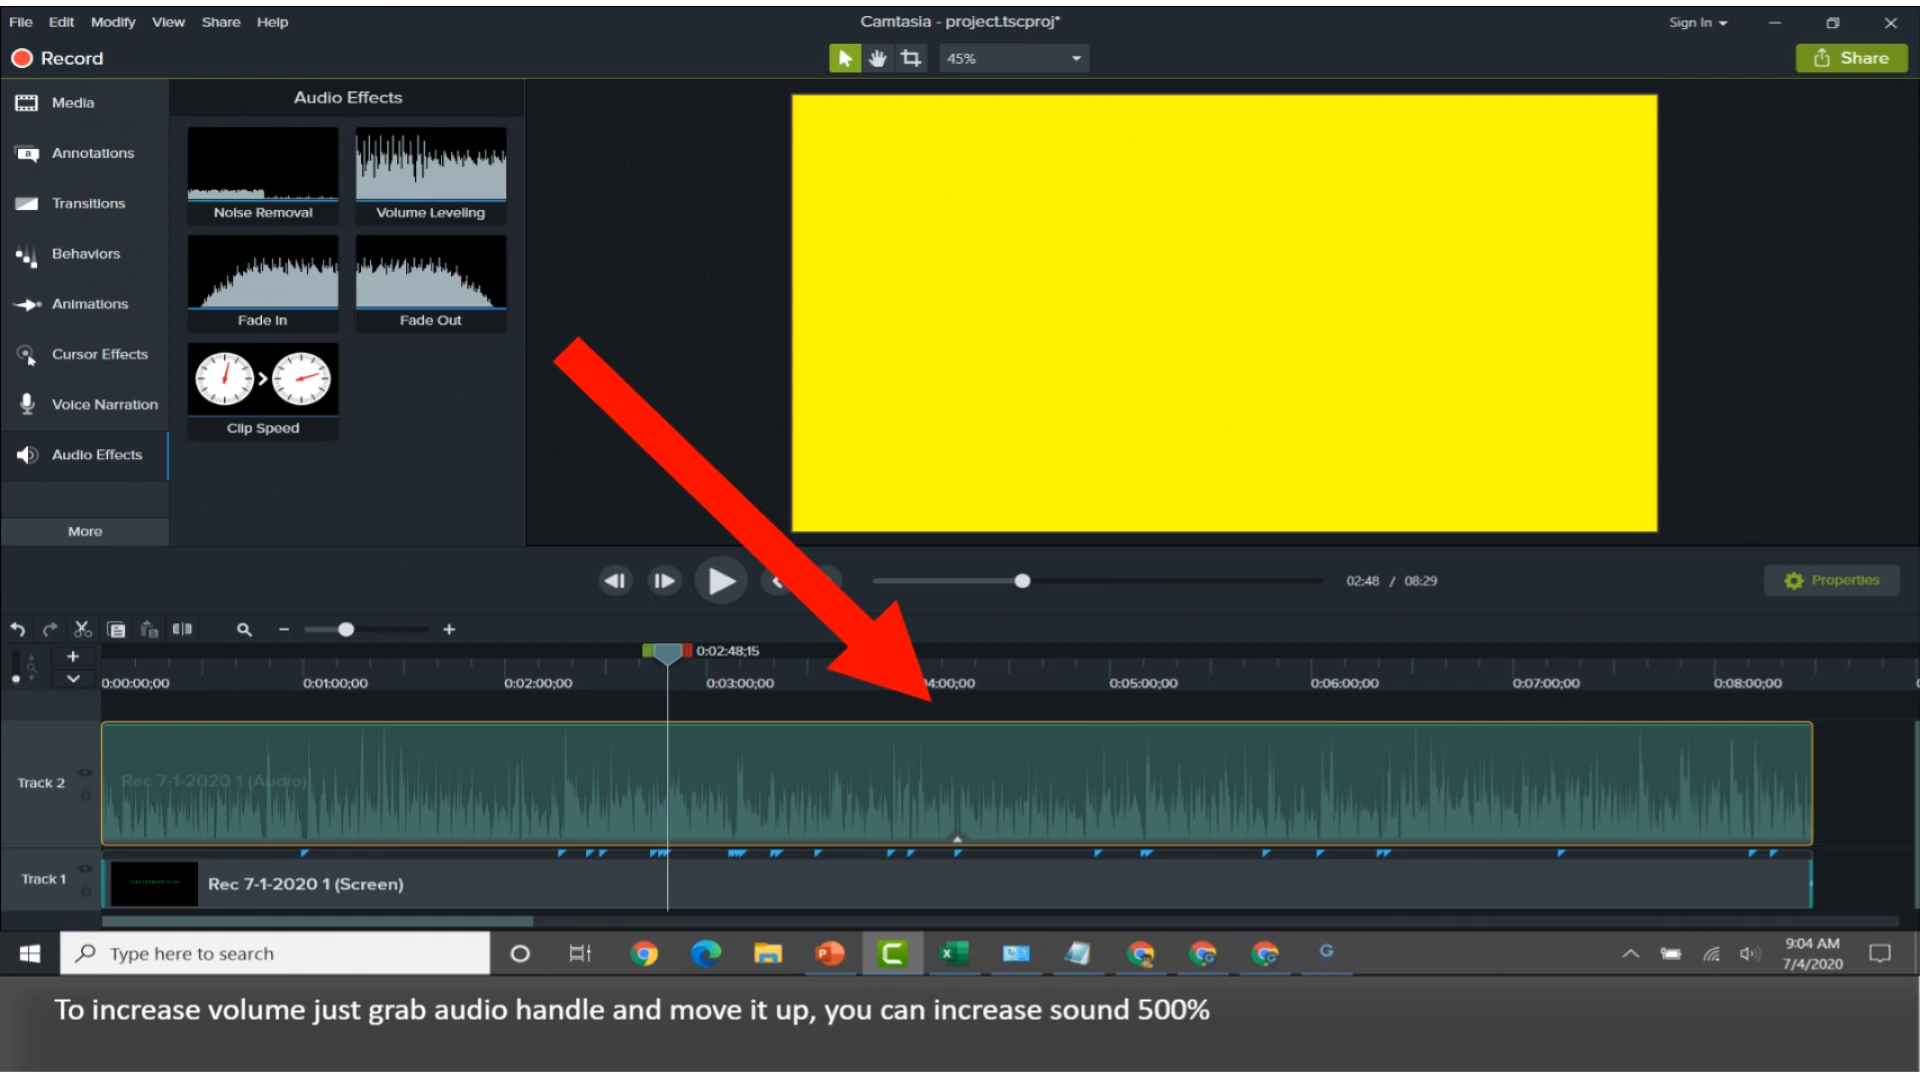 File Edit Modify View Share Help
Camtasia - project.tscproj*
Sign In
Record
45%
Share
Media
Annotations
Transitions
Behaviors
Animations
Cursor Effects
Voice Narration
Audio Effects
More
Audio Effects
Noise Removal
Volume Leveling
Fade In
Fade Out
Clip Speed
02:48 / 08:29
Properties
0:02:48;15
0:00:00;00
0:01:00;00
0:02:00;00
0:03:00;00
4:00;00
0:05:00;00
0:06:00;00
0:07:00;00
0:08:00;00
Track 2
Rec 7-1-2020 1 (Audio)
Track 1
Rec 7-1-2020 1 (Screen)
Type here to search
9:04 AM
7/4/2020
To increase volume just grab audio handle and move it up, you can increase sound 500%